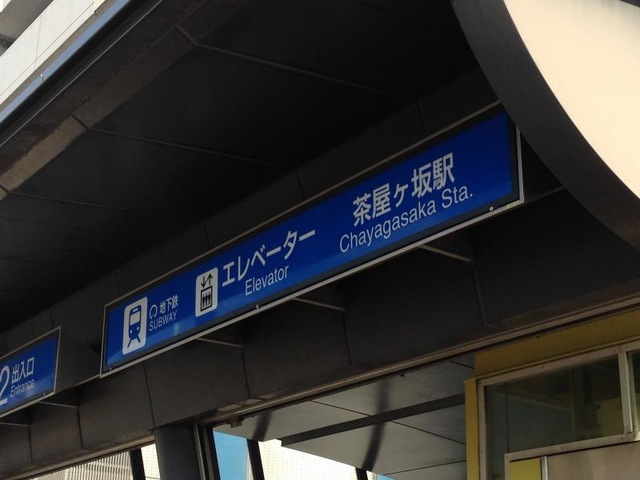 2 出入口
Entrance
地下鉄
SUBWAY
エレベーター
Elevator
茶屋ヶ坂駅
Chayagasaka Sta.